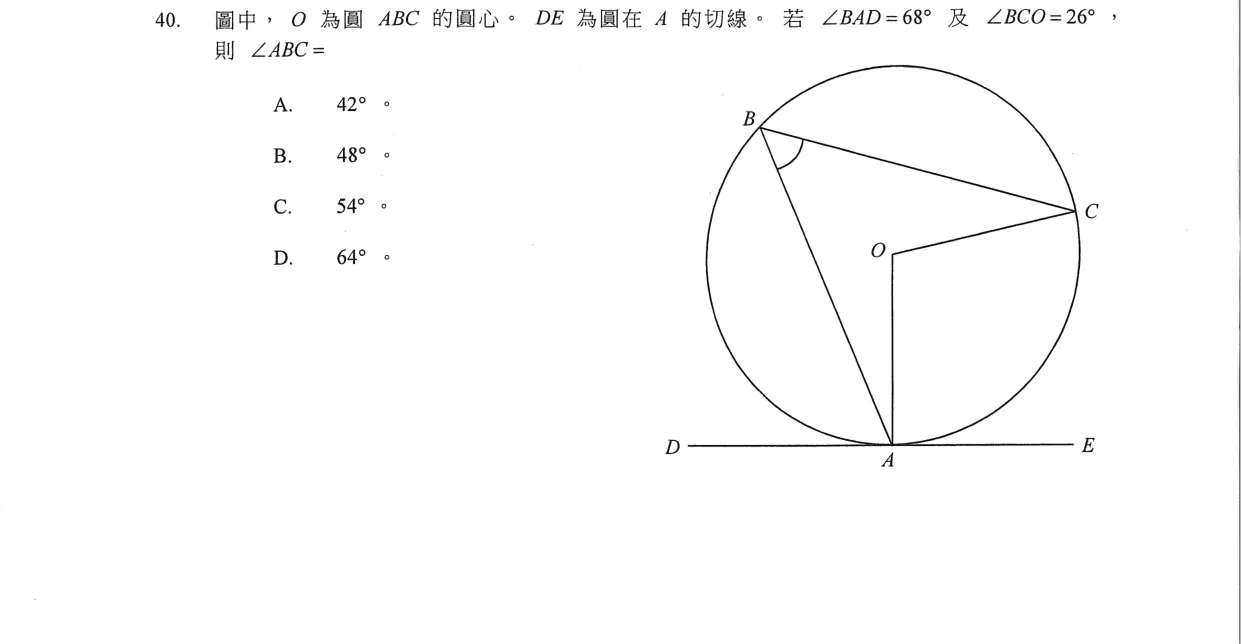 40. 圖中， O 為圓 ABC 的圓心。 DE 為圓在 A 的切線。 若 ∠BAD = 68° 及 ∠BCO = 26° ，
則 ∠ABC =
A. 42° 。
B. 48° 。
C. 54° 。
D. 64° 。
B
C
O
D
E
A